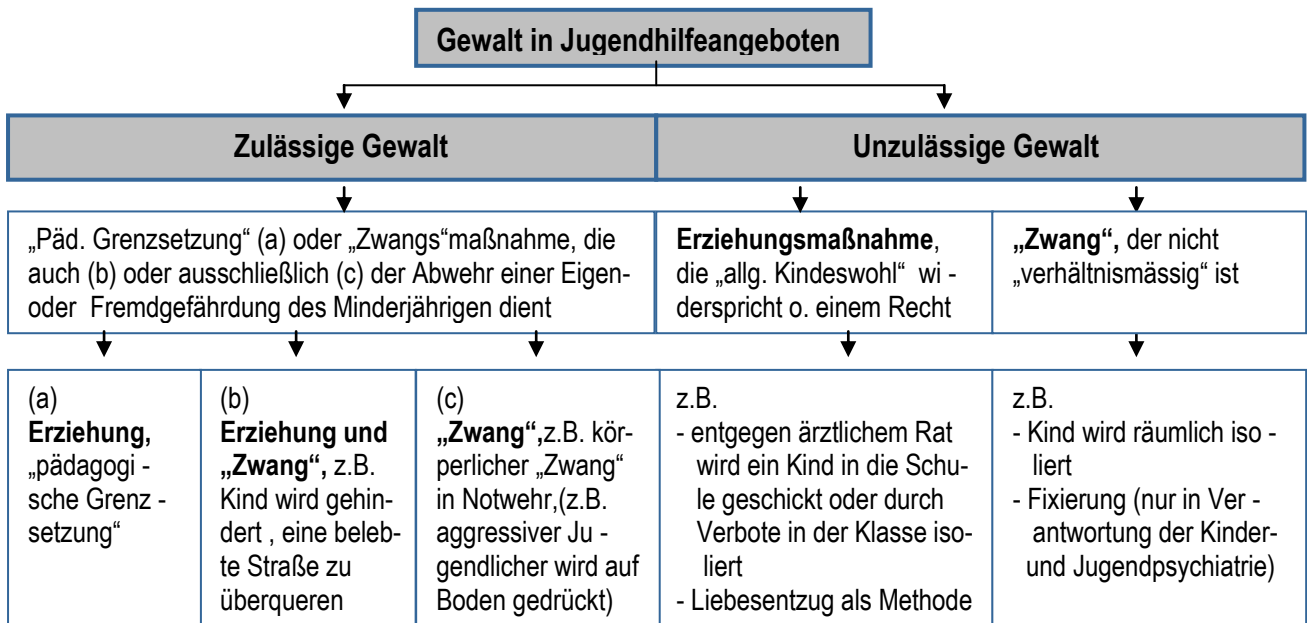 Gewalt in Jugendhilfeangeboten
Zulässige Gewalt
Unzulässige Gewalt
„Päd. Grenzsetzung“ (a) oder „Zwangs“maßnahme, die
auch (b) oder ausschließlich (c) der Abwehr einer Eigen-
oder Fremdgefährdung des Minderjährigen dient
Erziehungsmaßnahme,
die „allg. Kindeswohl“ wi -
derspricht o. einem Recht
„Zwang“, der nicht
„verhältnismässig“ ist
(a)
Erziehung,
„pädagogi -
sche Grenz -
setzung“
(b)
Erziehung und
„Zwang“, z.B.
Kind wird gehin-
dert , eine beleb-
te Straße zu
überqueren
(c)
„Zwang“,z.B. kör-
perlicher „Zwang“
in Notwehr,(z.B.
aggressiver Ju -
gendlicher wird auf
Boden gedrückt)
z.B.
- entgegen ärztlichem Rat
wird ein Kind in die Schu-
le geschickt oder durch
Verbote in der Klasse iso-
liert
- Liebesentzug als Methode
z.B.
- Kind wird räumlich iso -
liert
- Fixierung (nur in Ver -
antwortung der Kinder-
und Jugendpsychiatrie)